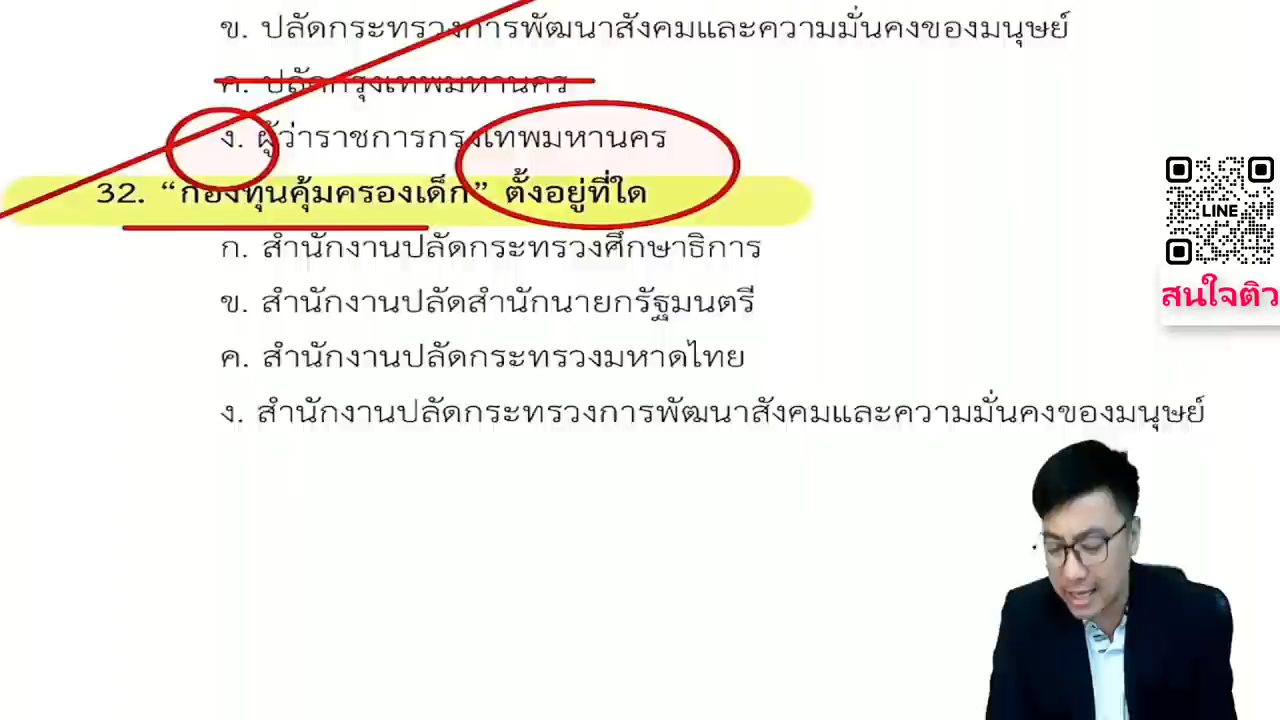 ข. ปลัดกระทรวงการพัฒนาสังคมและความมั่นคงของมนุษย์
ค. ปลัดกรุงเทพมหานคร
ง. ผู้ว่าราชการกรุงเทพมหานคร
32. “กองทุนคุ้มครองเด็ก” ตั้งอยู่ที่ใด
ก. สำนักงานปลัดกระทรวงศึกษาธิการ
ข. สำนักงานปลัดสำนักนายกรัฐมนตรี
ค. สำนักงานปลัดกระทรวงมหาดไทย
ง. สำนักงานปลัดกระทรวงการพัฒนาสังคมและความมั่นคงของมนุษย์
LINE
สนใจติว